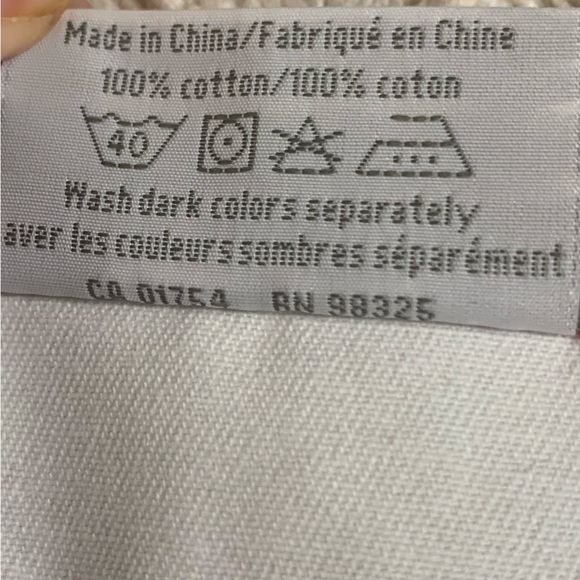 Made in China/Fabriqué en Chine
100% cotton/100% coton
40
Wash dark colors separately
aver les couleurs sombres séparément
CA 01754 RN 98325